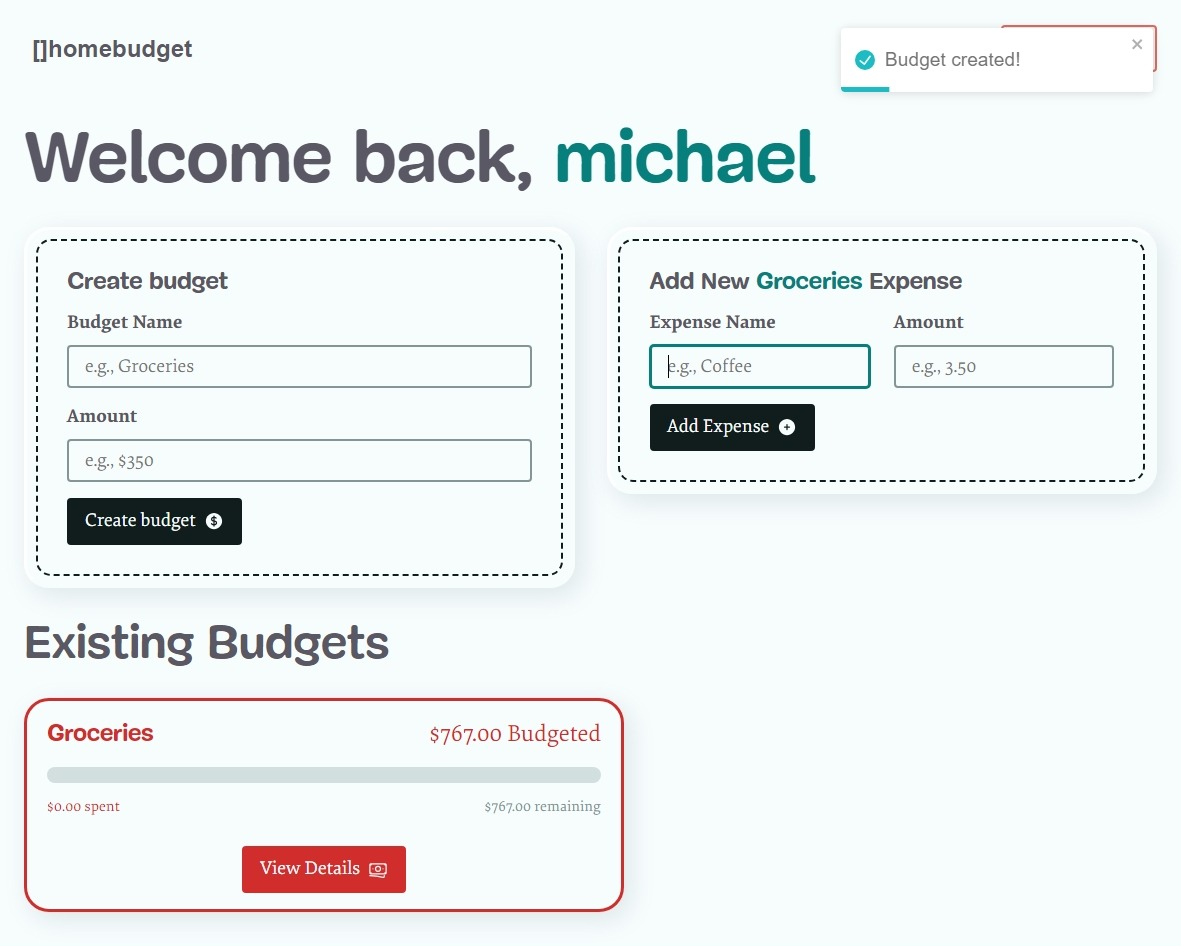 []homebudget
Budget created!
Welcome back, michael
Create budget
Budget Name
e.g., Groceries
Amount
e.g., $350
Create budget
Add New Groceries Expense
Expense Name
Amount
e.g., Coffee
e.g., 3.50
Add Expense
Existing Budgets
Groceries
$767.00 Budgeted
$0.00 spent
$767.00 remaining
View Details